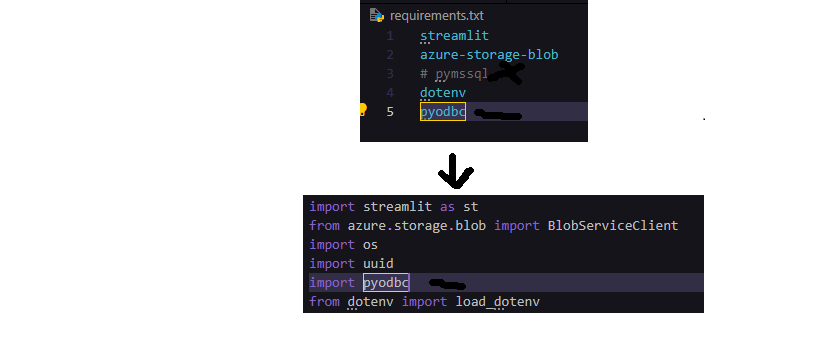 requirements.txt
1 streamlit
2 azure-storage-blob
3 # pymssql
4 dotenv
5 pyodbc
import streamlit as st
from azure.storage.blob import BlobServiceClient
import os
import uuid
import pyodbc
from dotenv import load_dotenv